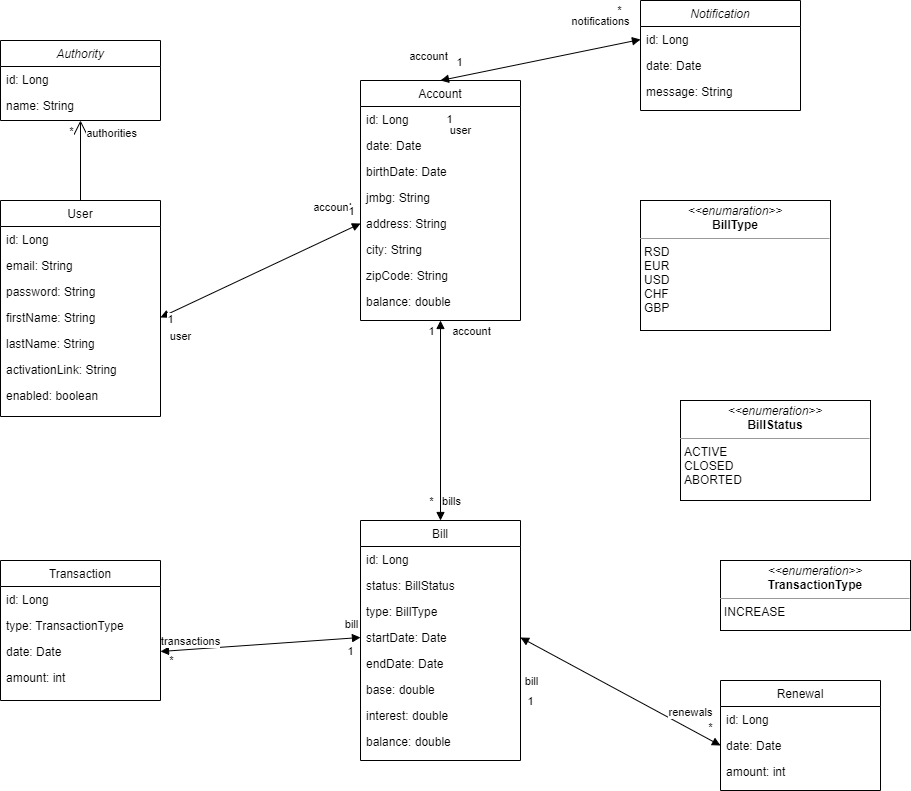 *
notifications
Notification
id: Long
date: Date
message: String
account
1
Authority
id: Long
name: String
*
authorities
Account
id: Long
date: Date
birthDate: Date
jmbg: String
address: String
city: String
zipCode: String
balance: double
1
user
User
id: Long
email: String
password: String
firstName: String
lastName: String
activationLink: String
enabled: boolean
account
1
1
user
<<enumaration>>
BillType
RSD
EUR
USD
CHF
GBP
1
account
<<enumeration>>
BillStatus
ACTIVE
CLOSED
ABORTED
*
bills
Bill
id: Long
status: BillStatus
type: BillType
startDate: Date
endDate: Date
base: double
interest: double
balance: double
Transaction
id: Long
type: TransactionType
date: Date
amount: int
transactions
*
bill
1
<<enumeration>>
TransactionType
INCREASE
bill
1
renewals
*
Renewal
id: Long
date: Date
amount: int